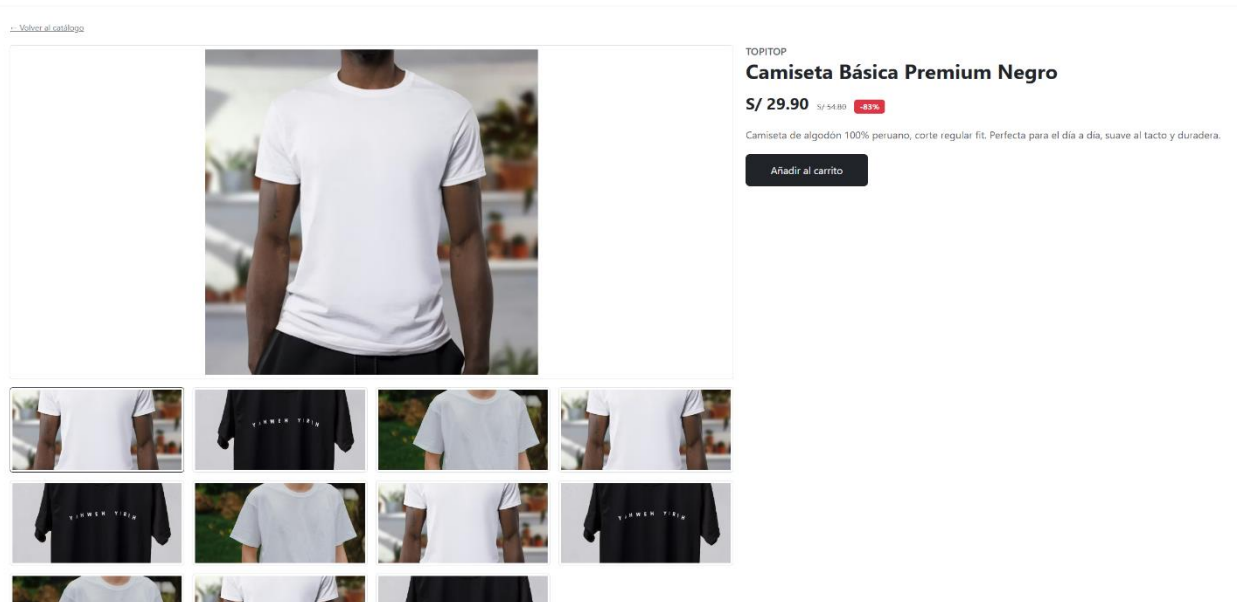 ← Volver al catálogo
TOPITOP
Camiseta Básica Premium Negro
S/ 29.90 S/ 54.80 -83%
Camiseta de algodón 100% peruano, corte regular fit. Perfecta para el día a día, suave al tacto y duradera.
Añadir al carrito